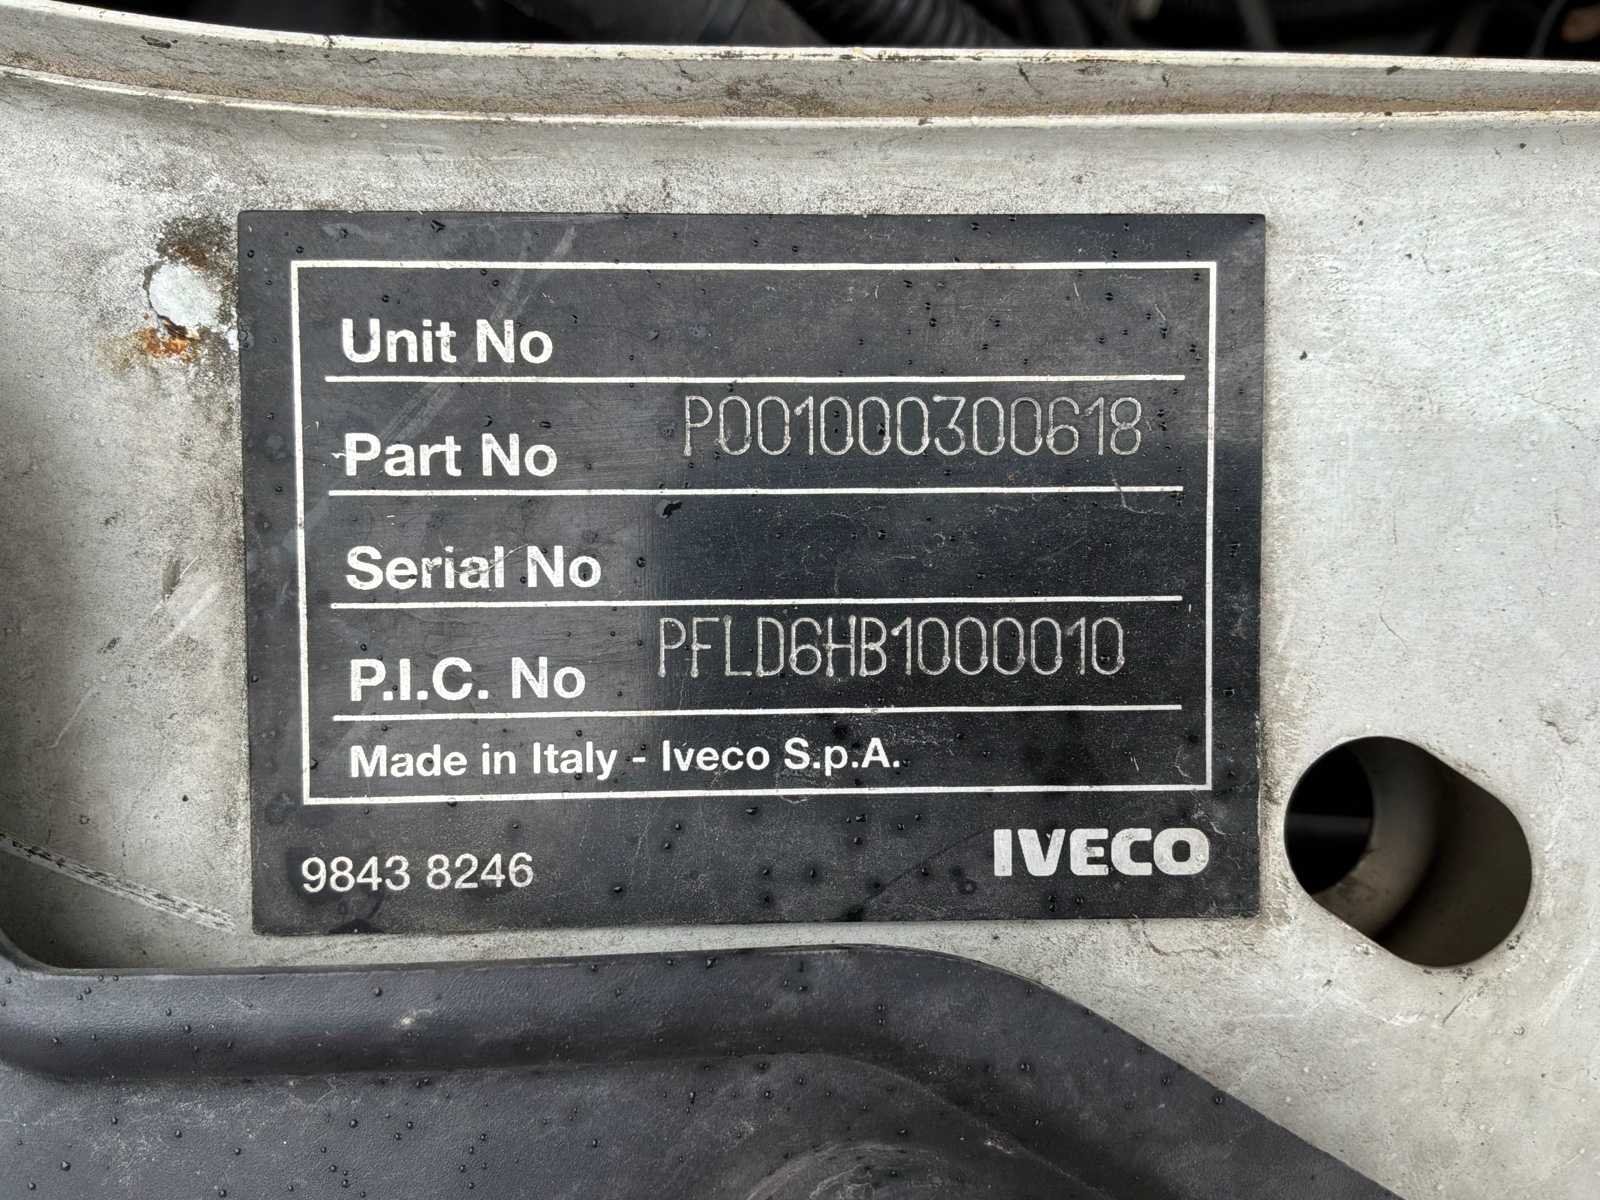 Unit No
Part No P001000300618
Serial No
P.I.C. No PFLD6HB1000010
Made in Italy - Iveco S.p.A.
9843 8246 IVECO